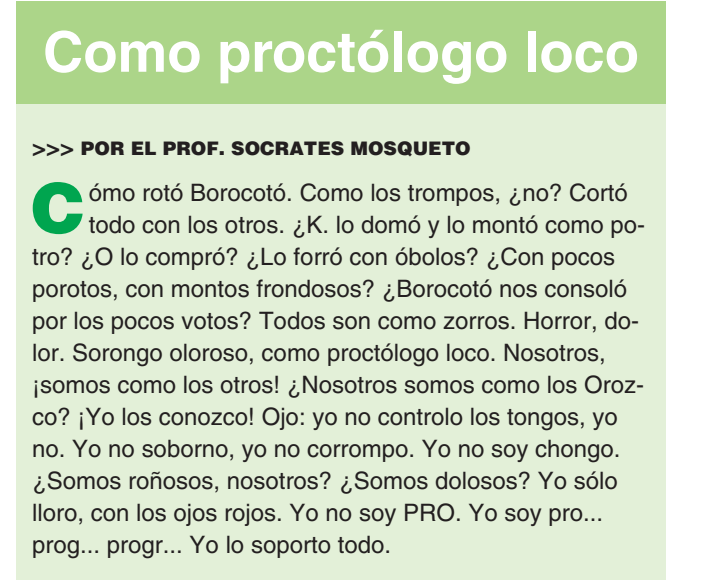 Como proctólogo loco
>>> POR EL PROF. SOCRATES MOSQUETO
Cómo rotó Borocotó. Como los trompos, ¿no? Cortó
todo con los otros. ¿K. lo domó y lo montó como po-
tro? ¿O lo compró? ¿Lo forró con óbolos? ¿Con pocos
porotos, con montos frondosos? ¿Borocotó nos consoló
por los pocos votos? Todos son como zorros. Horror, do-
lor. Sorongo oloroso, como proctólogo loco. Nosotros,
¡somos como los otros! ¿Nosotros somos como los Oroz-
co? ¡Yo los conozco! Ojo: yo no controlo los tongos, yo
no. Yo no soborno, yo no corrompo. Yo no soy chongo.
¿Somos roñosos, nosotros? ¿Somos dolosos? Yo sólo
lloro, con los ojos rojos. Yo no soy PRO. Yo soy pro...
prog... progr... Yo lo soporto todo.